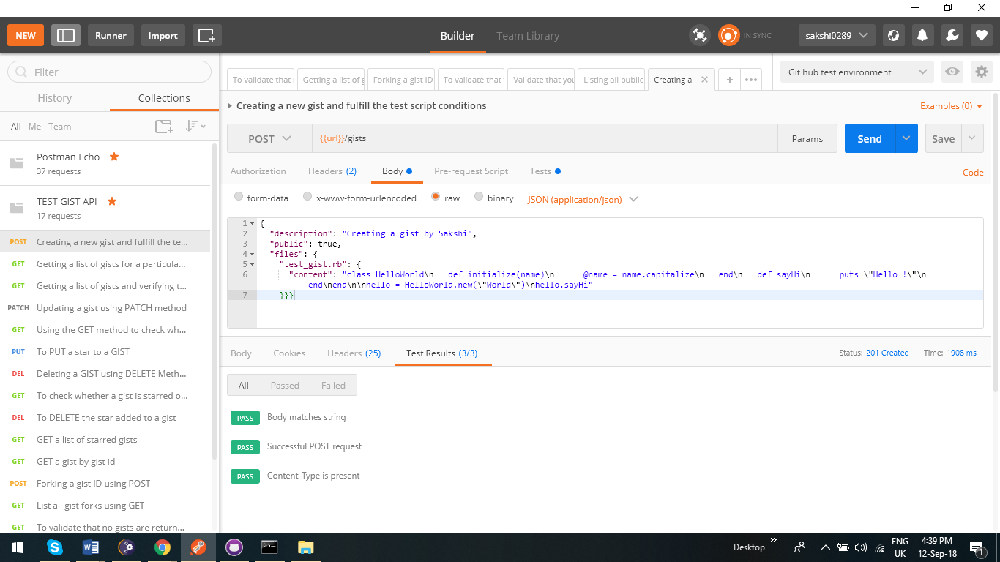 NEW Runner Import Builder Team Library IN SYNC sakshi0289
Filter
History Collections
All Me Team
Postman Echo
37 requests
TEST GIST API
17 requests
POST Creating a new gist and fulfill the te...
GET Getting a list of gists for a particula...
GET Getting a list of gists and verifying t...
PATCH Updating a gist using PATCH method
GET Using the GET method to check wh...
PUT To PUT a star to a GIST
DEL Deleting a GIST using DELETE Meth...
GET To check whether a gist is starred o...
DEL To DELETE the star added to a gist
GET GET a list of starred gists
GET GET a gist by gist id
POST Forking a gist ID using POST
GET List all gist forks using GET
GET To validate that no gists are return...
To validate that Getting a list of g Forking a gist ID To validate that Validate that you Listing all public Creating a
Git hub test environment
Creating a new gist and fulfill the test script conditions Examples (0)
POST {{url}}/gists Params Send Save
Authorization Headers (2) Body Pre-request Script Tests Code
form-data x-www-form-urlencoded raw binary JSON (application/json)
1 {
2 "description": "Creating a gist by Sakshi",
3 "public": true,
4 "files": {
5 "test_gist.rb": {
6 "content": "class HelloWorld\n   def initialize(name)\n      @name = name.capitalize\n   end\n   def sayHi\n      puts \"Hello !\"\n
end\nend\n\nhello = HelloWorld.new(\"World\")\nhello.sayHi"
7 }}}
Body Cookies Headers (25) Test Results (3/3) Status: 201 Created Time: 1908 ms
All Passed Failed
PASS Body matches string
PASS Successful POST request
PASS Content-Type is present
Desktop ENG 4:39 PM
UK 12-Sep-18 1